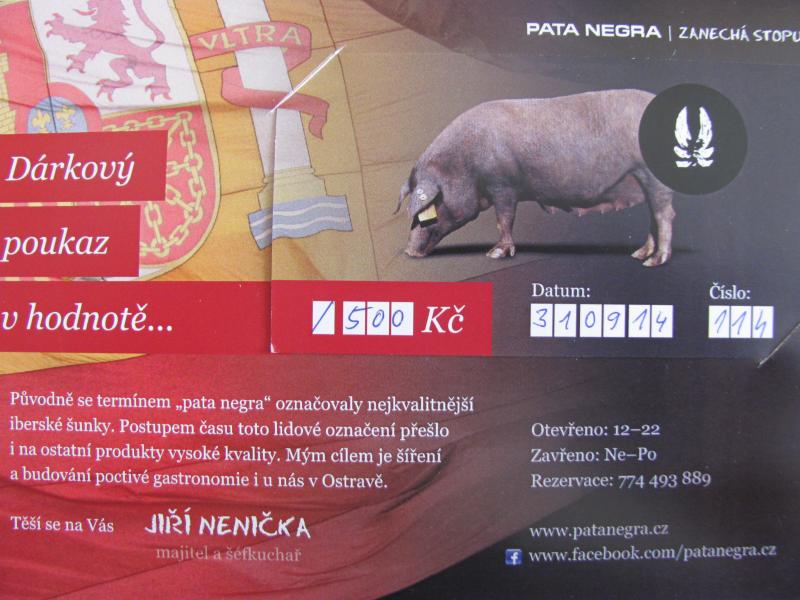 PATA NEGRA | ZANECHÁ STOPU
VLTRA
Dárkový
poukaz
v hodnotě...
/ 500 Kč
Datum:
310914
Číslo:
114
Původně se termínem „pata negra“ označovaly nejkvalitnější
iberské šunky. Postupem času toto lidové označení přešlo
i na ostatní produkty vysoké kvality. Mým cílem je šíření
a budování poctivé gastronomie i u nás v Ostravě.
Těší se na Vás JIŘÍ NENIČKA
majitel a šéfkuchař
Otevřeno: 12–22
Zavřeno: Ne–Po
Rezervace: 774 493 889
www.patanegra.cz
www.facebook.com/patanegra.cz